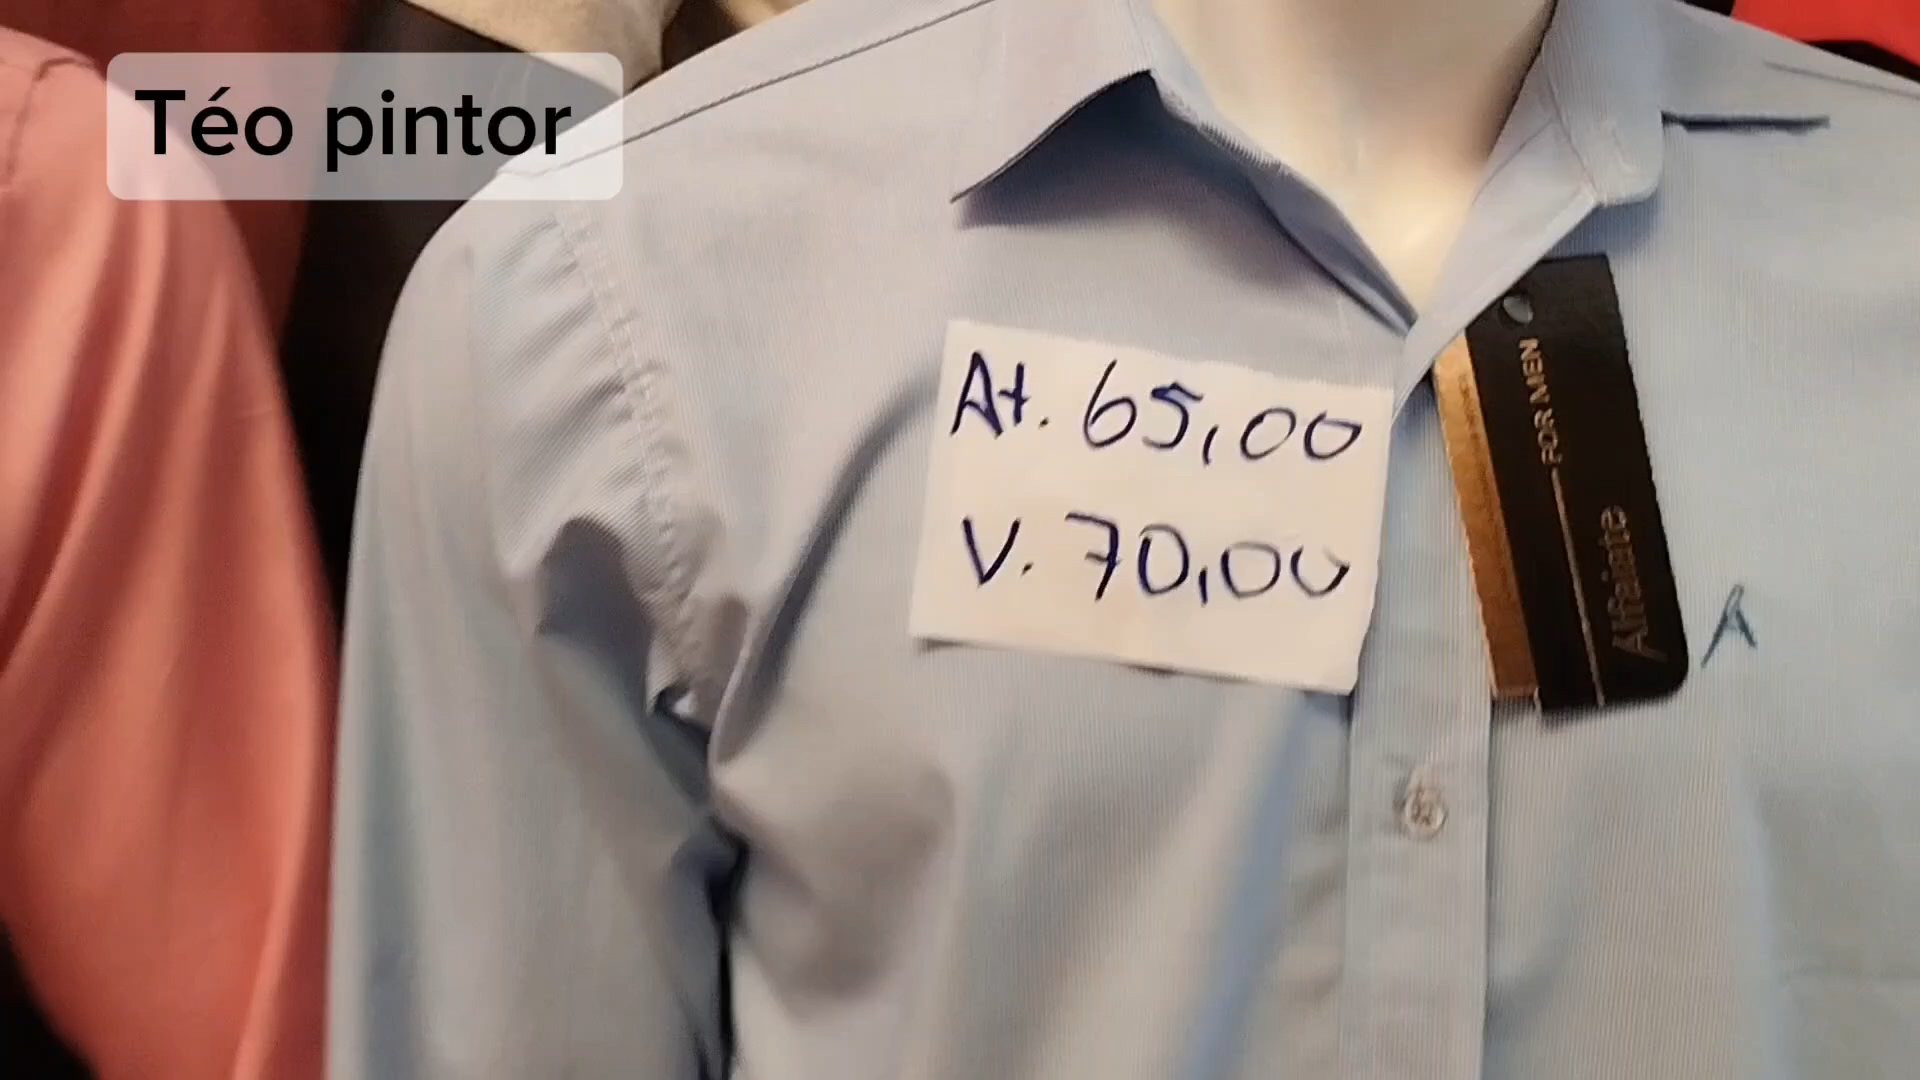 Téo pintor
At. 65,00
V. 70,00
FOR MEN
Alfaiate
A